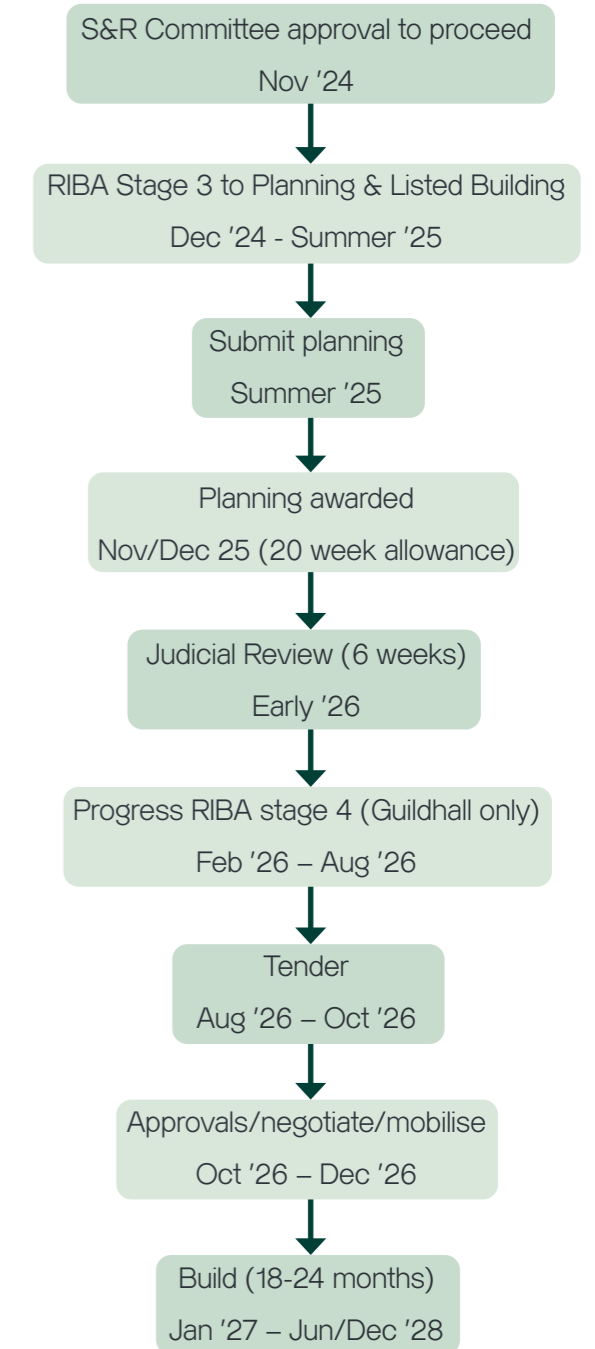 S&R Committee approval to proceed
Nov '24
RIBA Stage 3 to Planning & Listed Building
Dec '24 - Summer '25
Submit planning
Summer '25
Planning awarded
Nov/Dec 25 (20 week allowance)
Judicial Review (6 weeks)
Early '26
Progress RIBA stage 4 (Guildhall only)
Feb '26 – Aug '26
Tender
Aug '26 – Oct '26
Approvals/negotiate/mobilise
Oct '26 – Dec '26
Build (18-24 months)
Jan '27 – Jun/Dec '28